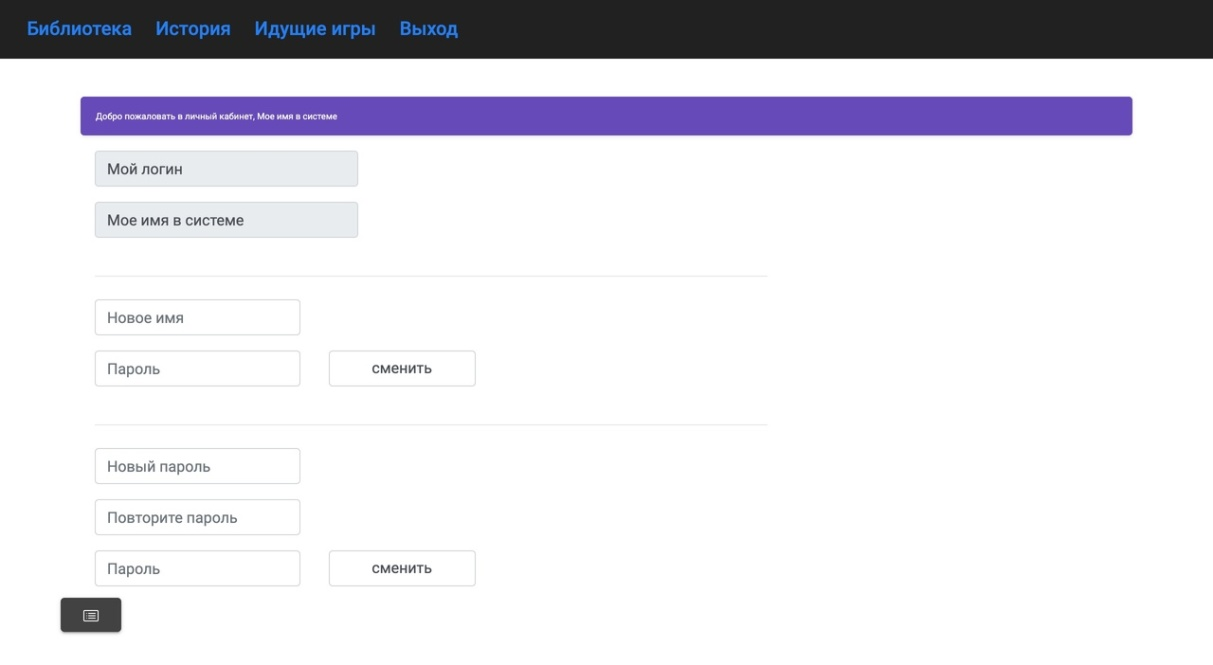 Библиотека История Идущие игры Выход
Добро пожаловать в личный кабинет, Мое имя в системе
Мой логин
Мое имя в системе
Новое имя
Пароль сменить
Новый пароль
Повторите пароль
Пароль сменить